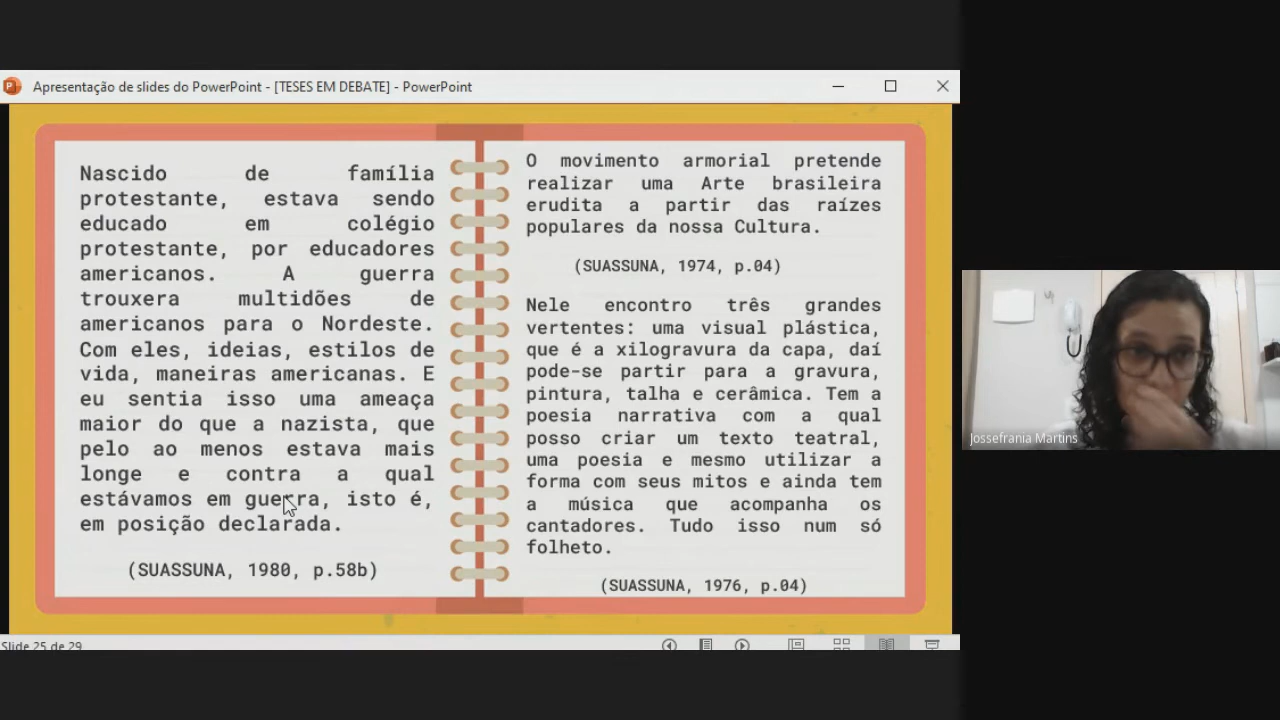 Apresentação de slides do PowerPoint - [TESES EM DEBATE] - PowerPoint
Nascido de família
protestante, estava sendo
educado em colégio
protestante, por educadores
americanos. A guerra
trouxera multidões de
americanos para o Nordeste.
Com eles, ideias, estilos de
vida, maneiras americanas. E
eu sentia isso uma ameaça
maior do que a nazista, que
pelo ao menos estava mais
longe e contra a qual
estávamos em guerra, isto é,
em posição declarada.
(SUASSUNA, 1980, p.58b)
O movimento armorial pretende
realizar uma Arte brasileira
erudita a partir das raízes
populares da nossa Cultura.
(SUASSUNA, 1974, p.04)
Nele encontro três grandes
vertentes: uma visual plástica,
que é a xilogravura da capa, daí
pode-se partir para a gravura,
pintura, talha e cerâmica. Tem a
poesia narrativa com a qual
posso criar um texto teatral,
uma poesia e mesmo utilizar a
forma com seus mitos e ainda tem
a música que acompanha os
cantadores. Tudo isso num só
folheto.
(SUASSUNA, 1976, p.04)
Slide 25 de 29
Jossefrania Martins